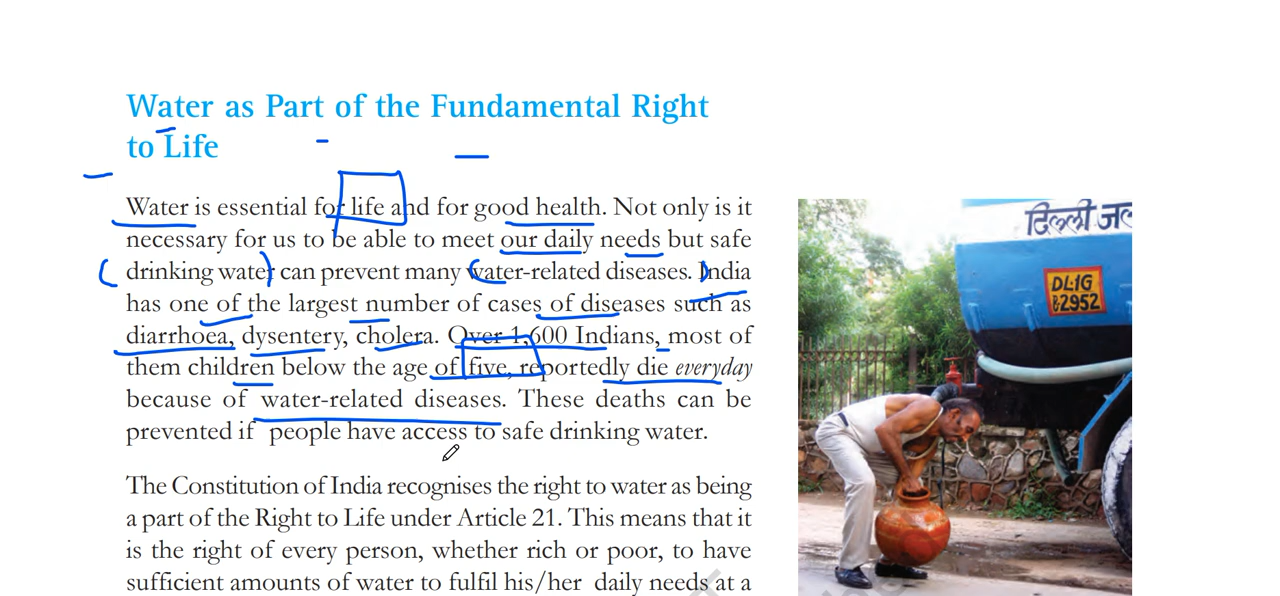 Water as Part of the Fundamental Right
to Life
Water is essential for life and for good health. Not only is it
necessary for us to be able to meet our daily needs but safe
drinking water can prevent many water-related diseases. India
has one of the largest number of cases of diseases such as
diarrhoea, dysentery, cholera. Over 1,600 Indians, most of
them children below the age of five, reportedly die everyday
because of water-related diseases. These deaths can be
prevented if people have access to safe drinking water.
The Constitution of India recognises the right to water as being
a part of the Right to Life under Article 21. This means that it
is the right of every person, whether rich or poor, to have
sufficient amounts of water to fulfil his/her daily needs at a
दिल्ली जल
DL1G
2952